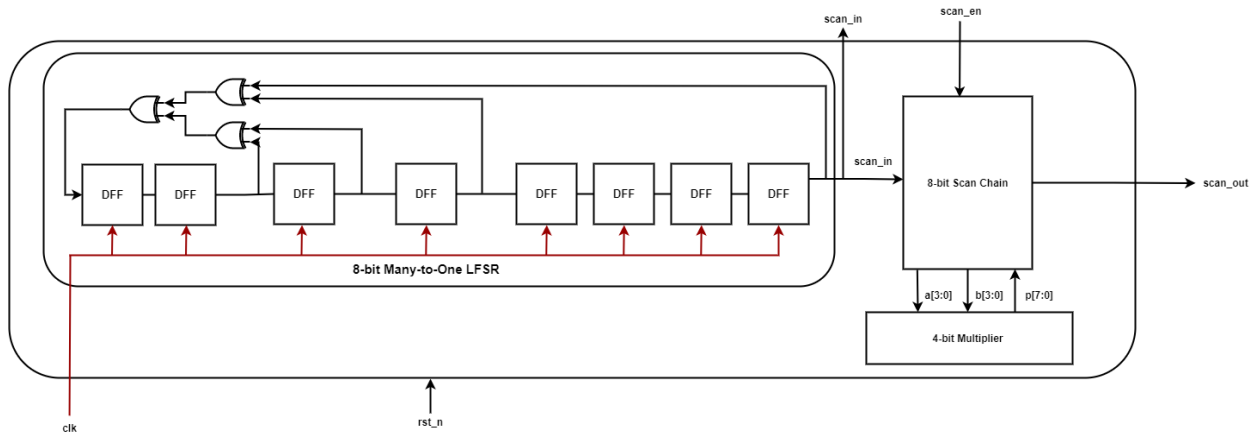 scan_in
scan_en
DFF
DFF
DFF
DFF
DFF
DFF
DFF
DFF
scan_in
8-bit Scan Chain
scan_out
8-bit Many-to-One LFSR
a[3:0]
b[3:0]
p[7:0]
4-bit Multiplier
clk
rst_n